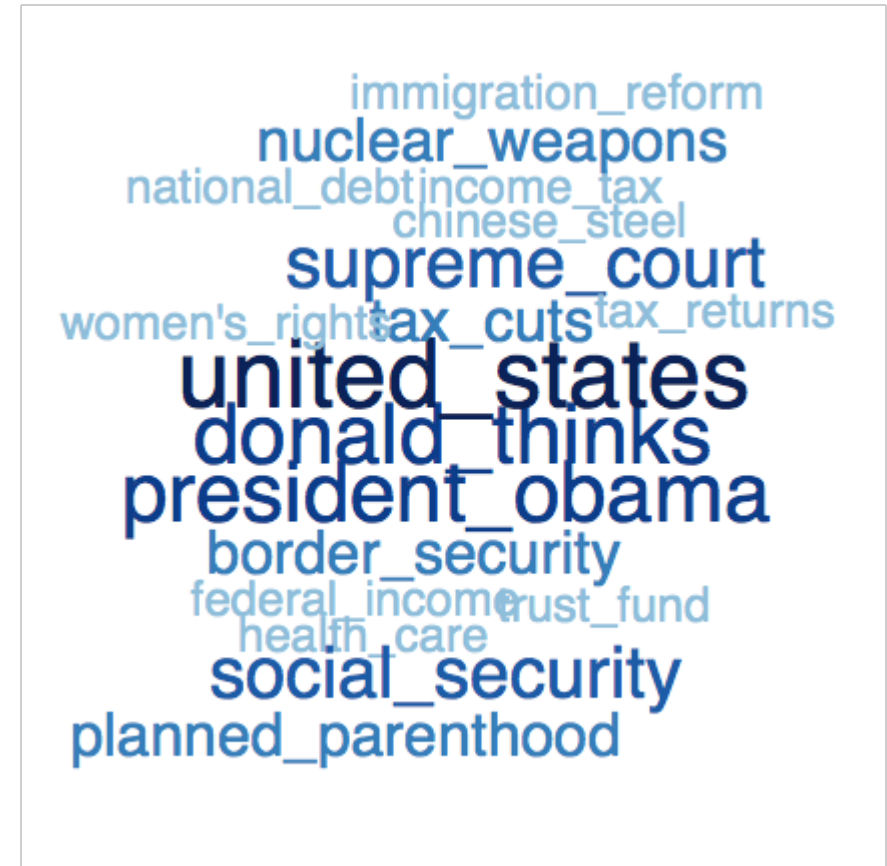 immigration_reform
nuclear_weapons
national_debt income_tax
chinese_steel
supreme_court
women's_rights tax_cuts tax_returns
united_states
donald_thinks
president_obama
border_security
federal_income trust_fund
health_care
social_security
planned_parenthood